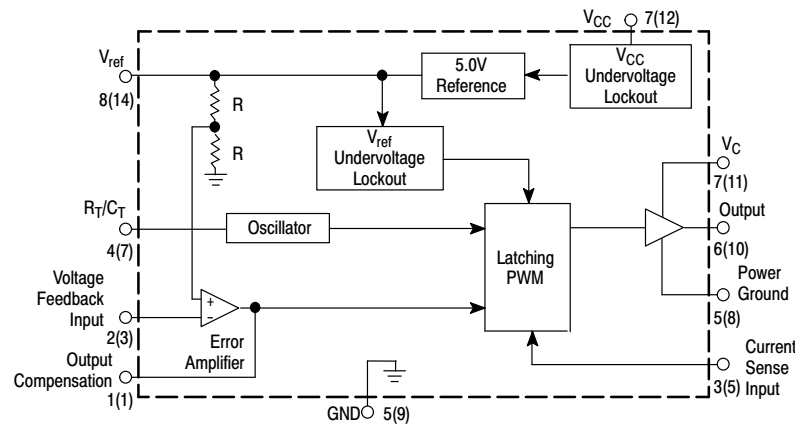 V_CC 7(12)
V_ref
8(14)
5.0V
Reference
V_CC
Undervoltage
Lockout
R
R
V_ref
Undervoltage
Lockout
V_C
7(11)
R_T/C_T
4(7)
Oscillator
Latching
PWM
Output
6(10)
Voltage
Feedback
Input
2(3)
+
−
Error
Amplifier
Power
Ground
5(8)
Output
Compensation
1(1)
Current
Sense
Input
3(5)
GND 5(9)